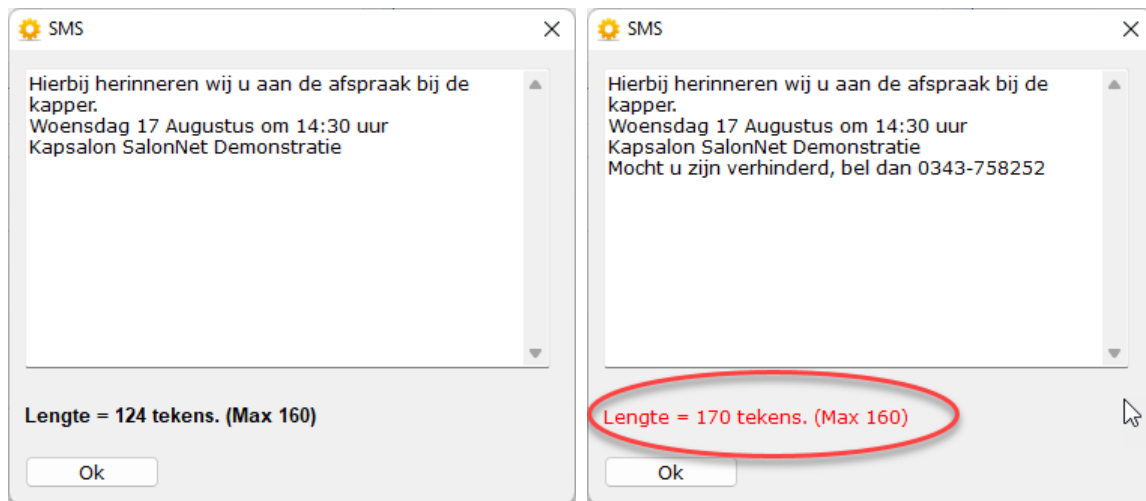 SMS
Hierbij herinneren wij u aan de afspraak bij de
kapper.
Woensdag 17 Augustus om 14:30 uur
Kapsalon SalonNet Demonstratie
Lengte = 124 tekens. (Max 160)
Ok
SMS
Hierbij herinneren wij u aan de afspraak bij de
kapper.
Woensdag 17 Augustus om 14:30 uur
Kapsalon SalonNet Demonstratie
Mocht u zijn verhinderd, bel dan 0343-758252
Lengte = 170 tekens. (Max 160)
Ok